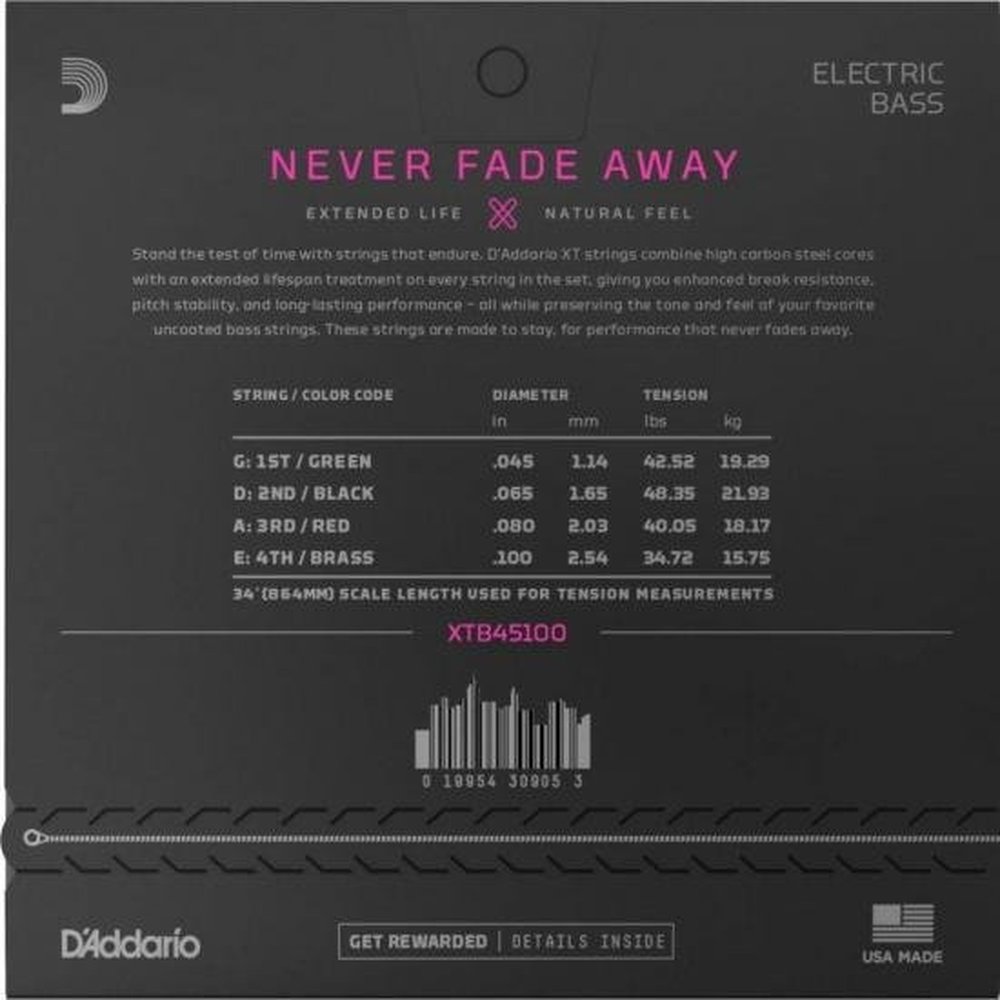 ELECTRIC
BASS
NEVER FADE AWAY
EXTENDED LIFE NATURAL FEEL
Stand the test of time with strings that endure. D'Addario XT strings combine high carbon steel cores
with an extended lifespan treatment on every string in the set, giving you enhanced break resistance,
pitch stability, and long-lasting performance – all while preserving the tone and feel of your favorite
uncoated bass strings. These strings are made to stay, for performance that never fades away.
STRING / COLOR CODE DIAMETER TENSION
in mm lbs kg
G: 1ST / GREEN .045 1.14 42.52 19.29
D: 2ND / BLACK .065 1.65 48.35 21.93
A: 3RD / RED .080 2.03 40.05 18.17
E: 4TH / BRASS .100 2.54 34.72 15.75
34" (864MM) SCALE LENGTH USED FOR TENSION MEASUREMENTS
XTB45100
0 19954 30905 3
D'Addario
GET REWARDED | DETAILS INSIDE
USA MADE